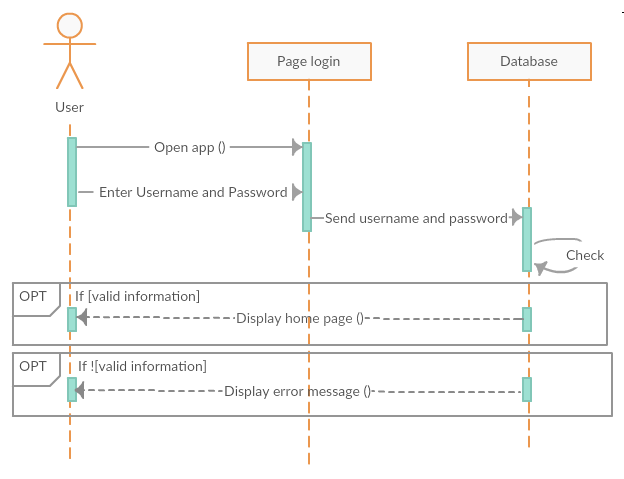 User
Page login
Database
Open app ()
Enter Username and Password
Send username and password
Check
OPT
If [valid information]
Display home page ()
OPT
If ![valid information]
Display error message ()